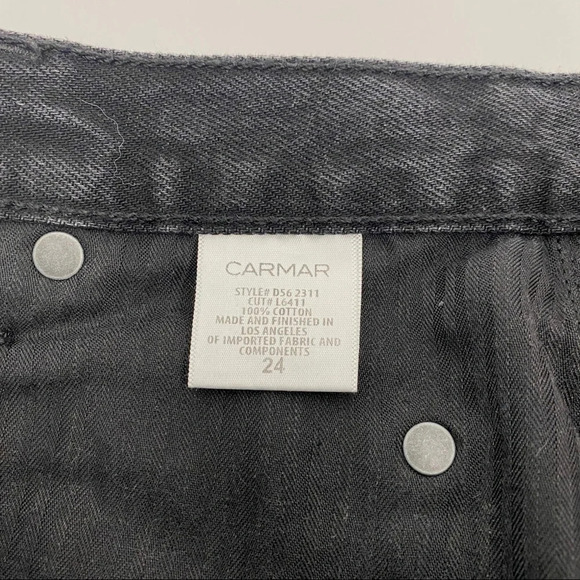 CARMAR
STYLE# D56 2311
CUT# L6411
100% COTTON
MADE AND FINISHED IN
LOS ANGELES
OF IMPORTED FABRIC AND
COMPONENTS
24